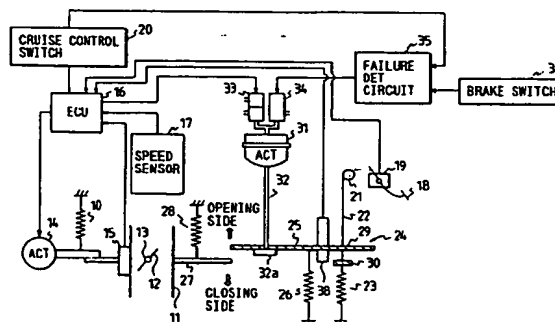 20
CRUISE CONTROL
SWITCH
35
FAILURE
DET
CIRCUIT
BRAKE SWITCH
16
ECU
33
34
31
ACT
17
SPEED
SENSOR
19
18
21
22
32
10
28
OPENING
SIDE
14
ACT
15
13
12
25
29
24
32a
30
CLOSING
SIDE
27
11
26
38
23